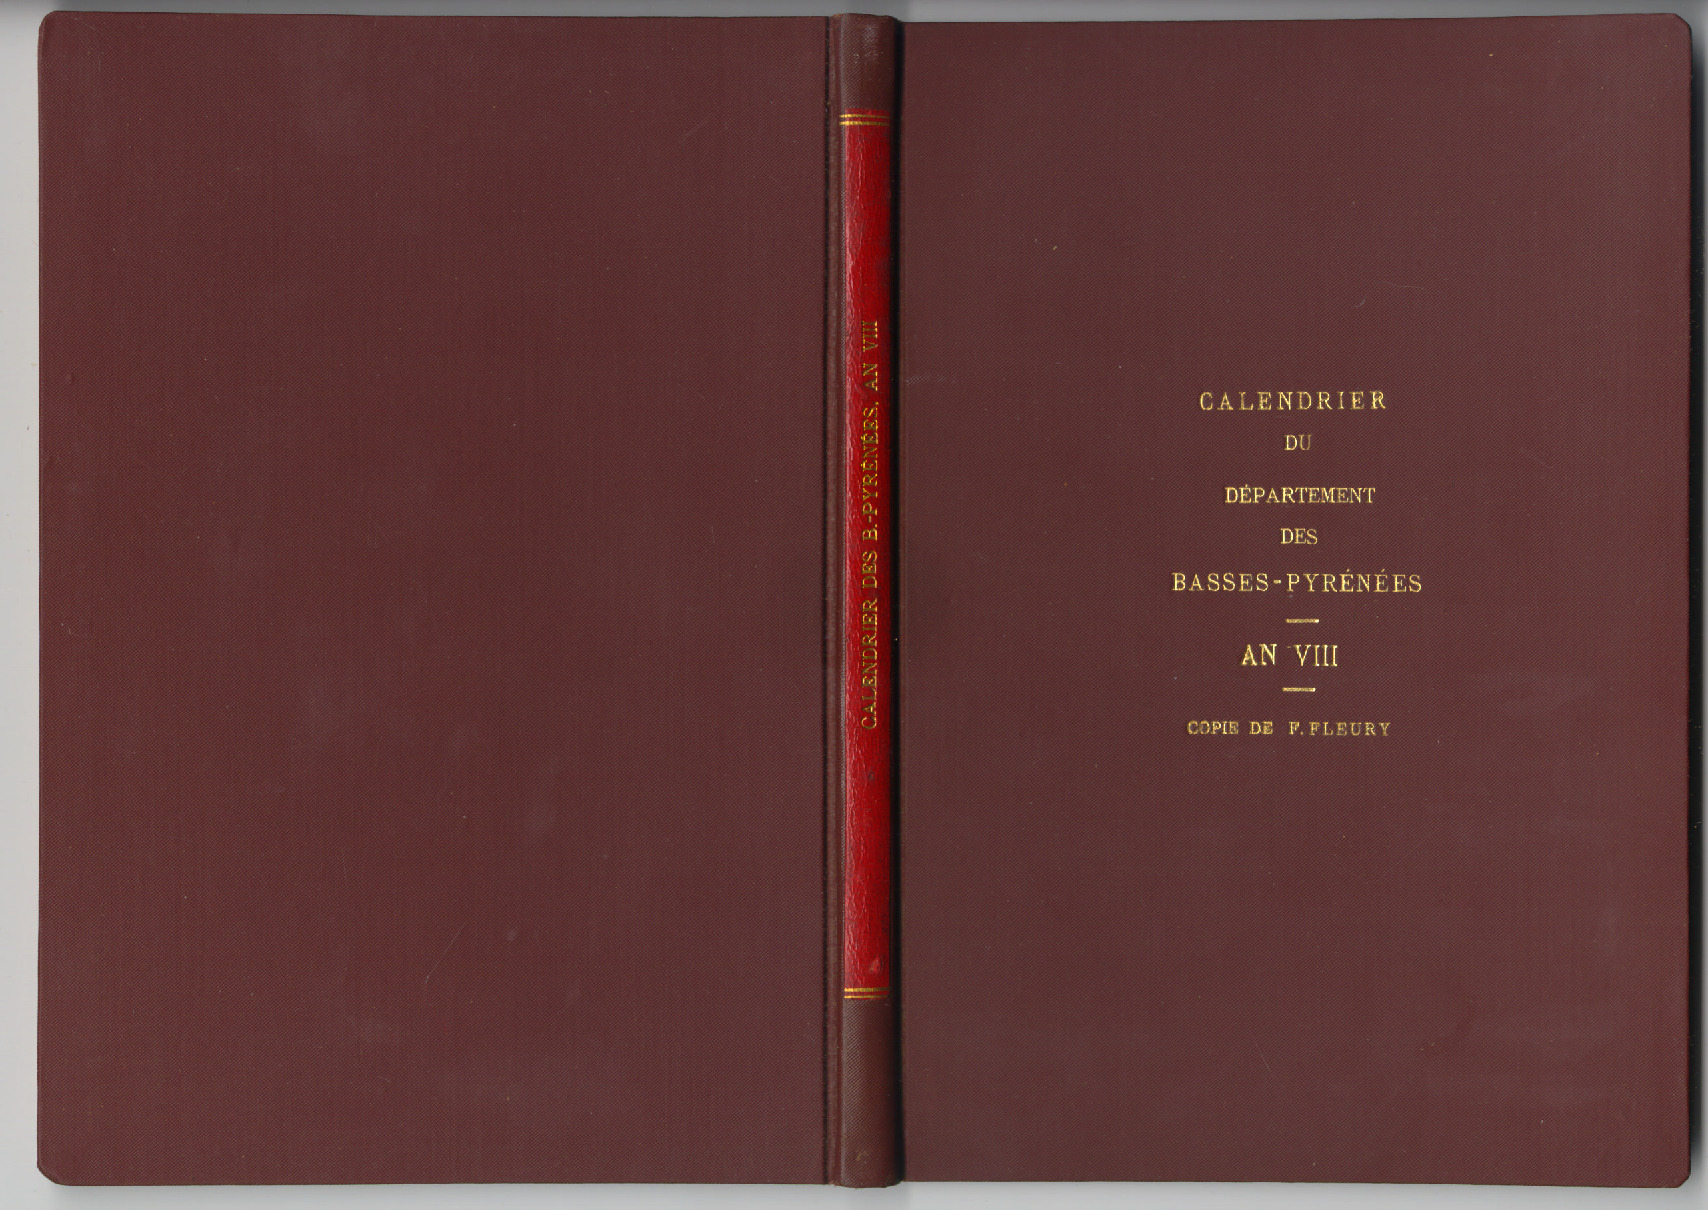 CALENDRIER DES B.-PYRÉNÉES. AN VIII
CALENDRIER
DU
DÉPARTEMENT
DES
BASSES-PYRÉNÉES
AN VIII
COPIE DE F. FLEURY